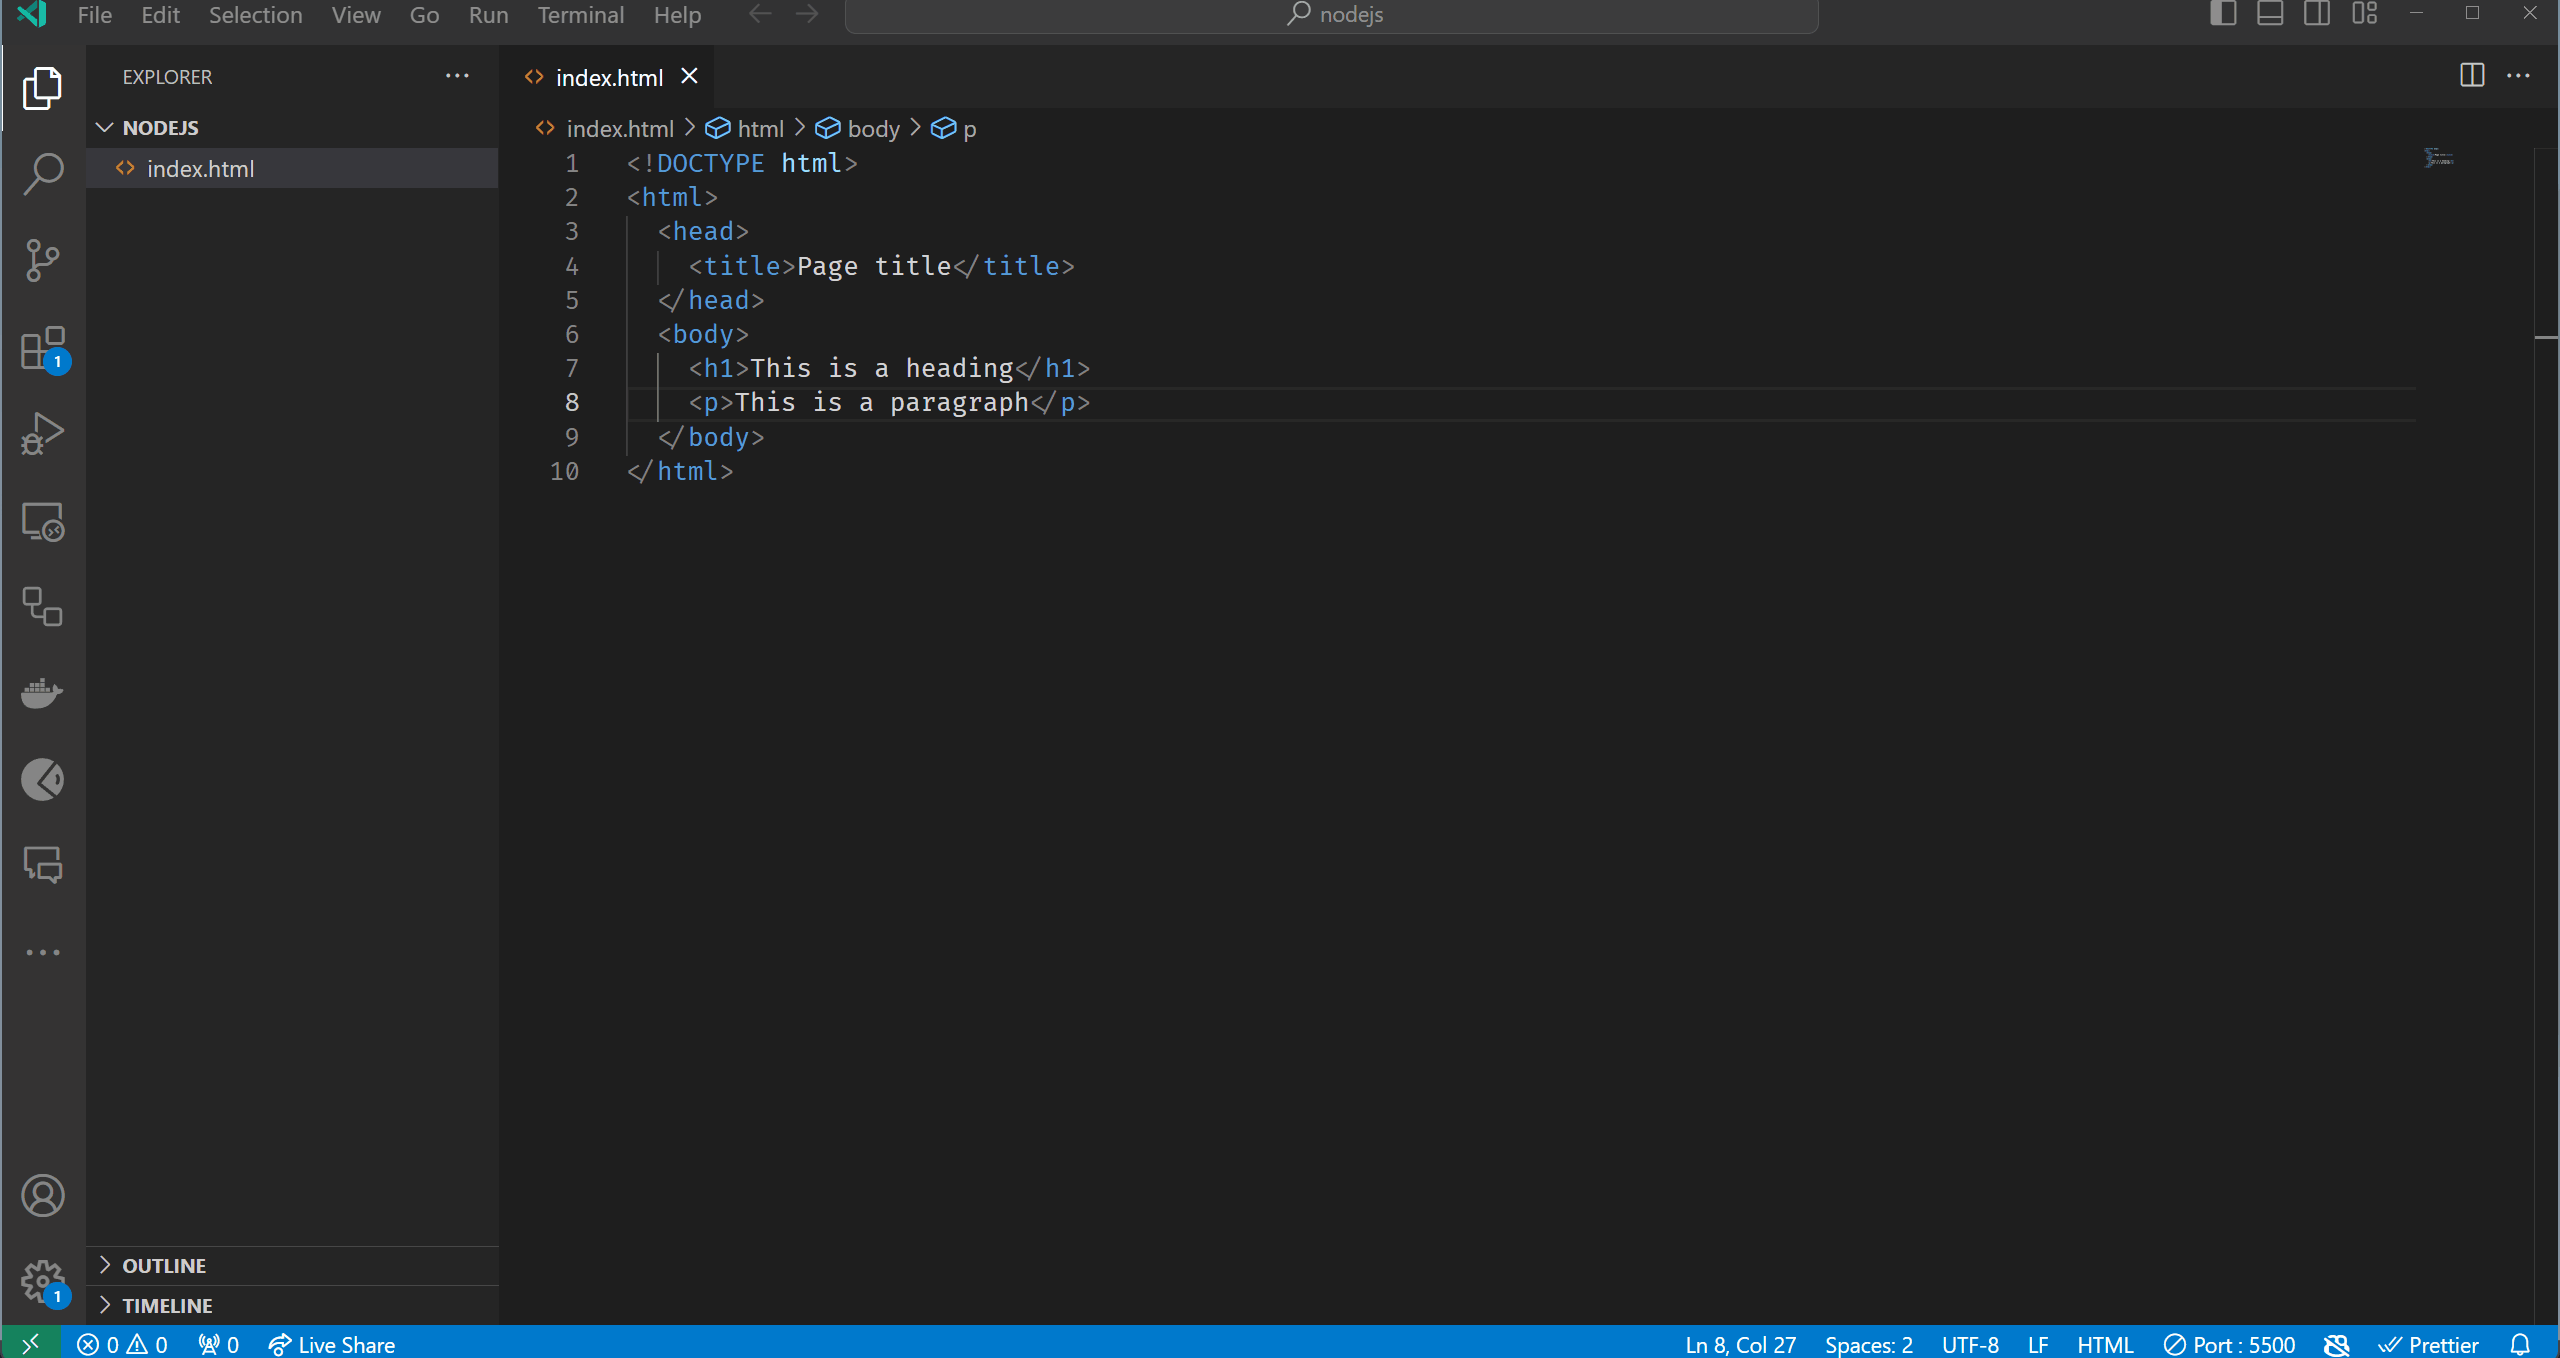 File Edit Selection View Go Run Terminal Help nodejs
EXPLORER
NODEJS
index.html
index.html
index.html html body p
1 <!DOCTYPE html>
2 <html>
3 <head>
4 <title>Page title</title>
5 </head>
6 <body>
7 <h1>This is a heading</h1>
8 <p>This is a paragraph</p>
9 </body>
10 </html>
1
1
OUTLINE
TIMELINE
0 0 0 Live Share Ln 8, Col 27 Spaces: 2 UTF-8 LF HTML Port : 5500 Prettier